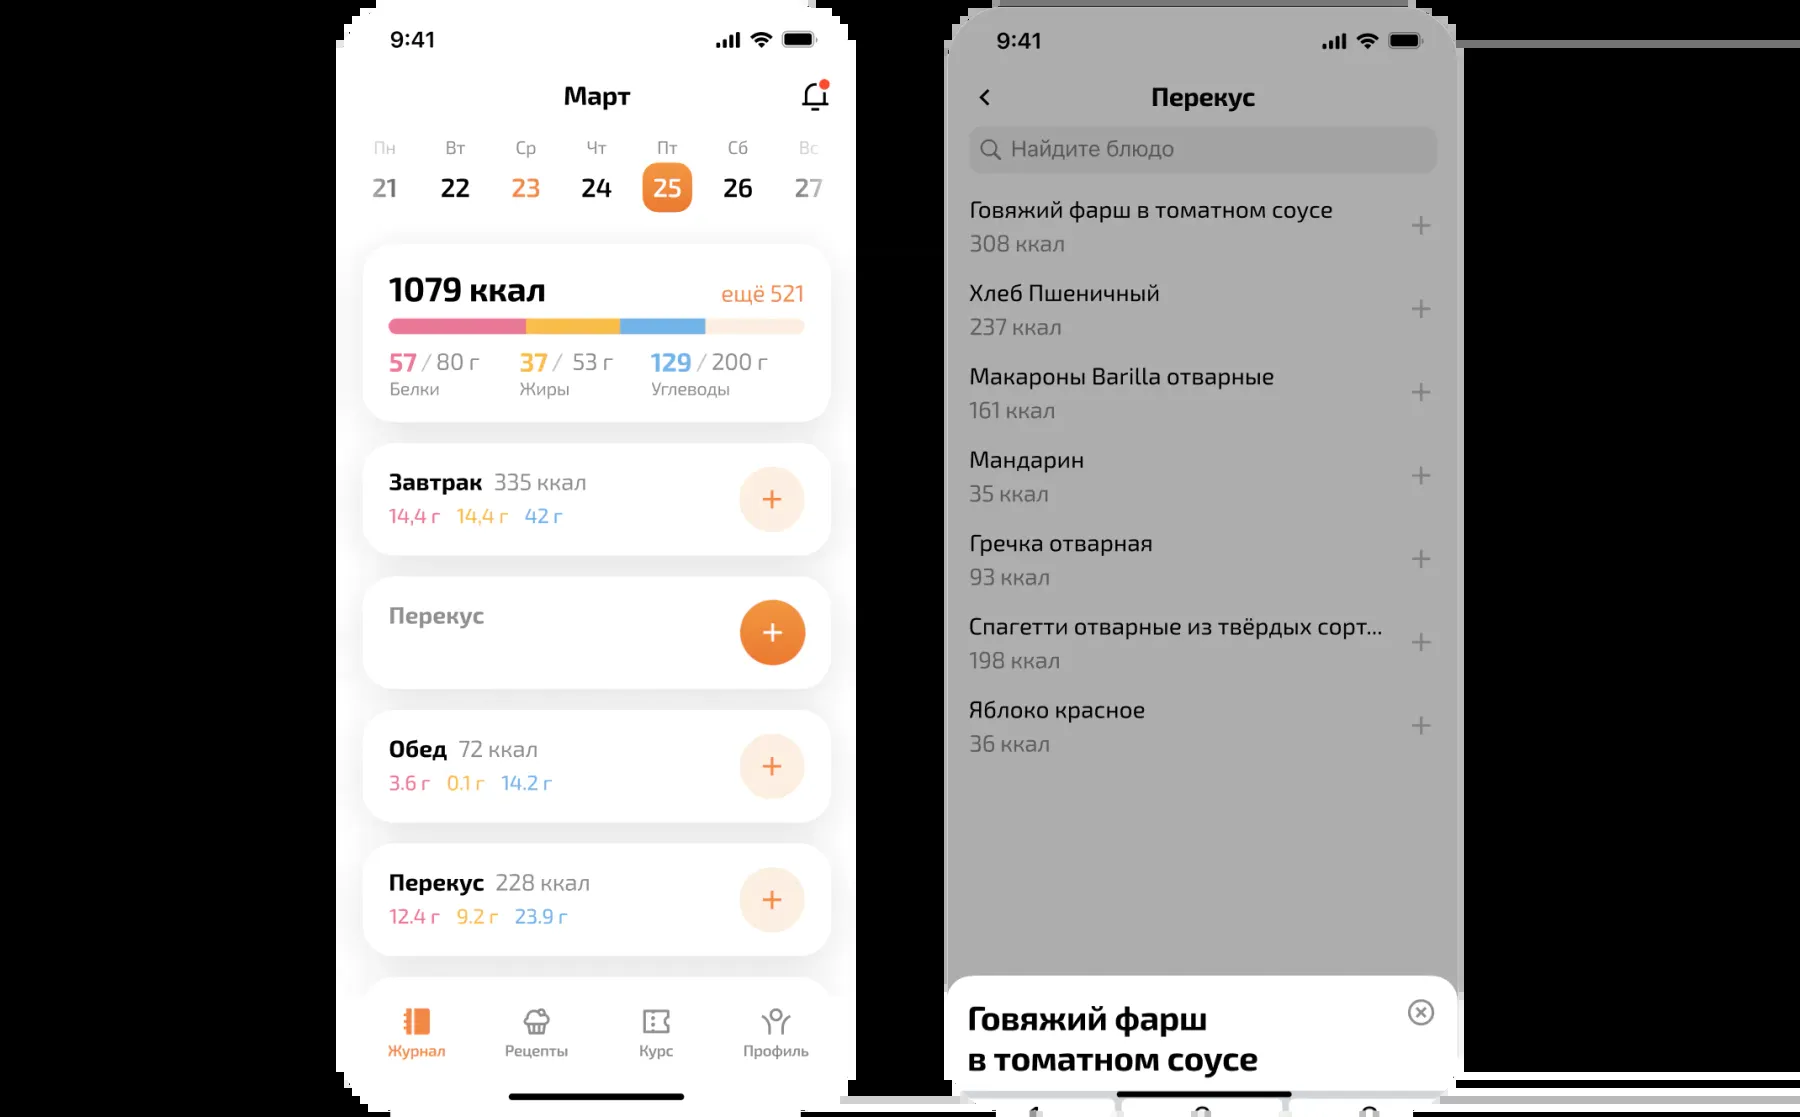 9:41
Март
Пн Вт Ср Чт Пт Сб Вс
21 22 23 24 25 26 27
1079 ккал ещё 521
57 / 80 г 37 / 53 г 129 / 200 г
Белки Жиры Углеводы
Завтрак 335 ккал
14,4 г 14,4 г 42 г
Перекус
Обед 72 ккал
3.6 г 0.1 г 14.2 г
Перекус 228 ккал
12.4 г 9.2 г 23.9 г
Журнал Рецепты Курс Профиль
9:41
Перекус
Найдите блюдо
Говяжий фарш в томатном соусе
308 ккал
Хлеб Пшеничный
237 ккал
Макароны Barilla отварные
161 ккал
Мандарин
35 ккал
Гречка отварная
93 ккал
Спагетти отварные из твёрдых сорт...
198 ккал
Яблоко красное
36 ккал
Говяжий фарш
в томатном соусе